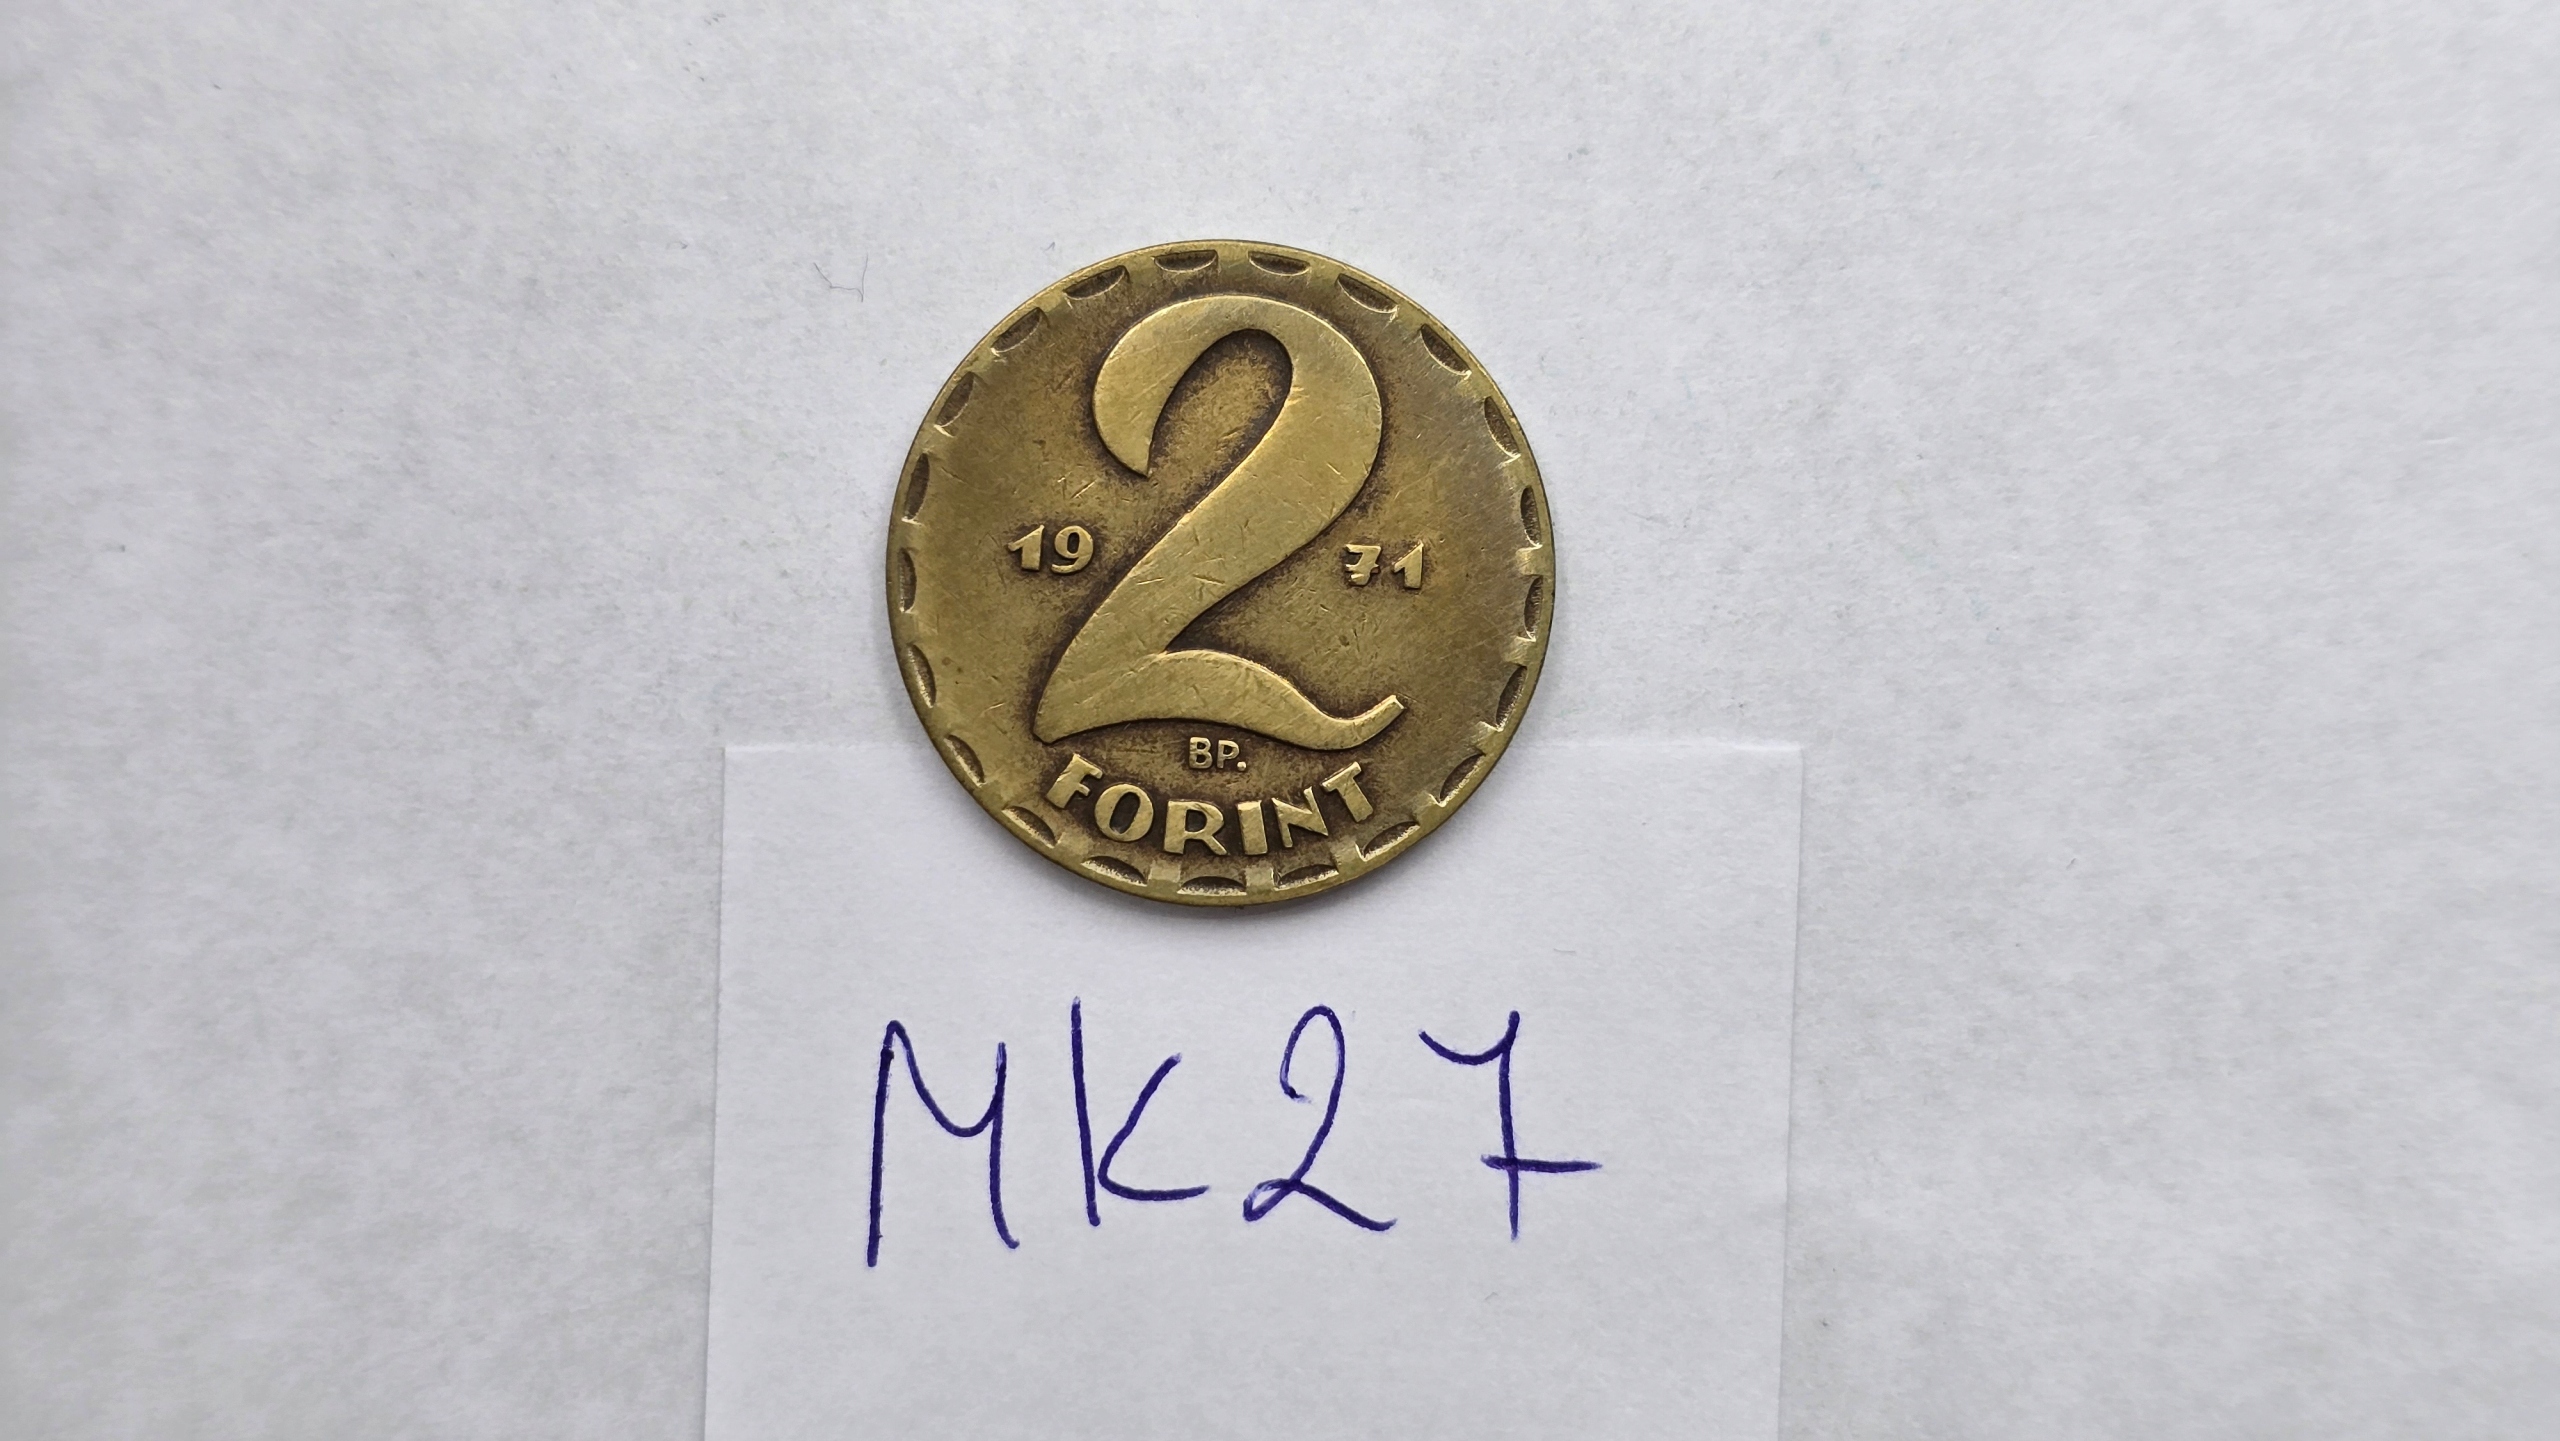 2
19 71
BP.
FORINT
MK27